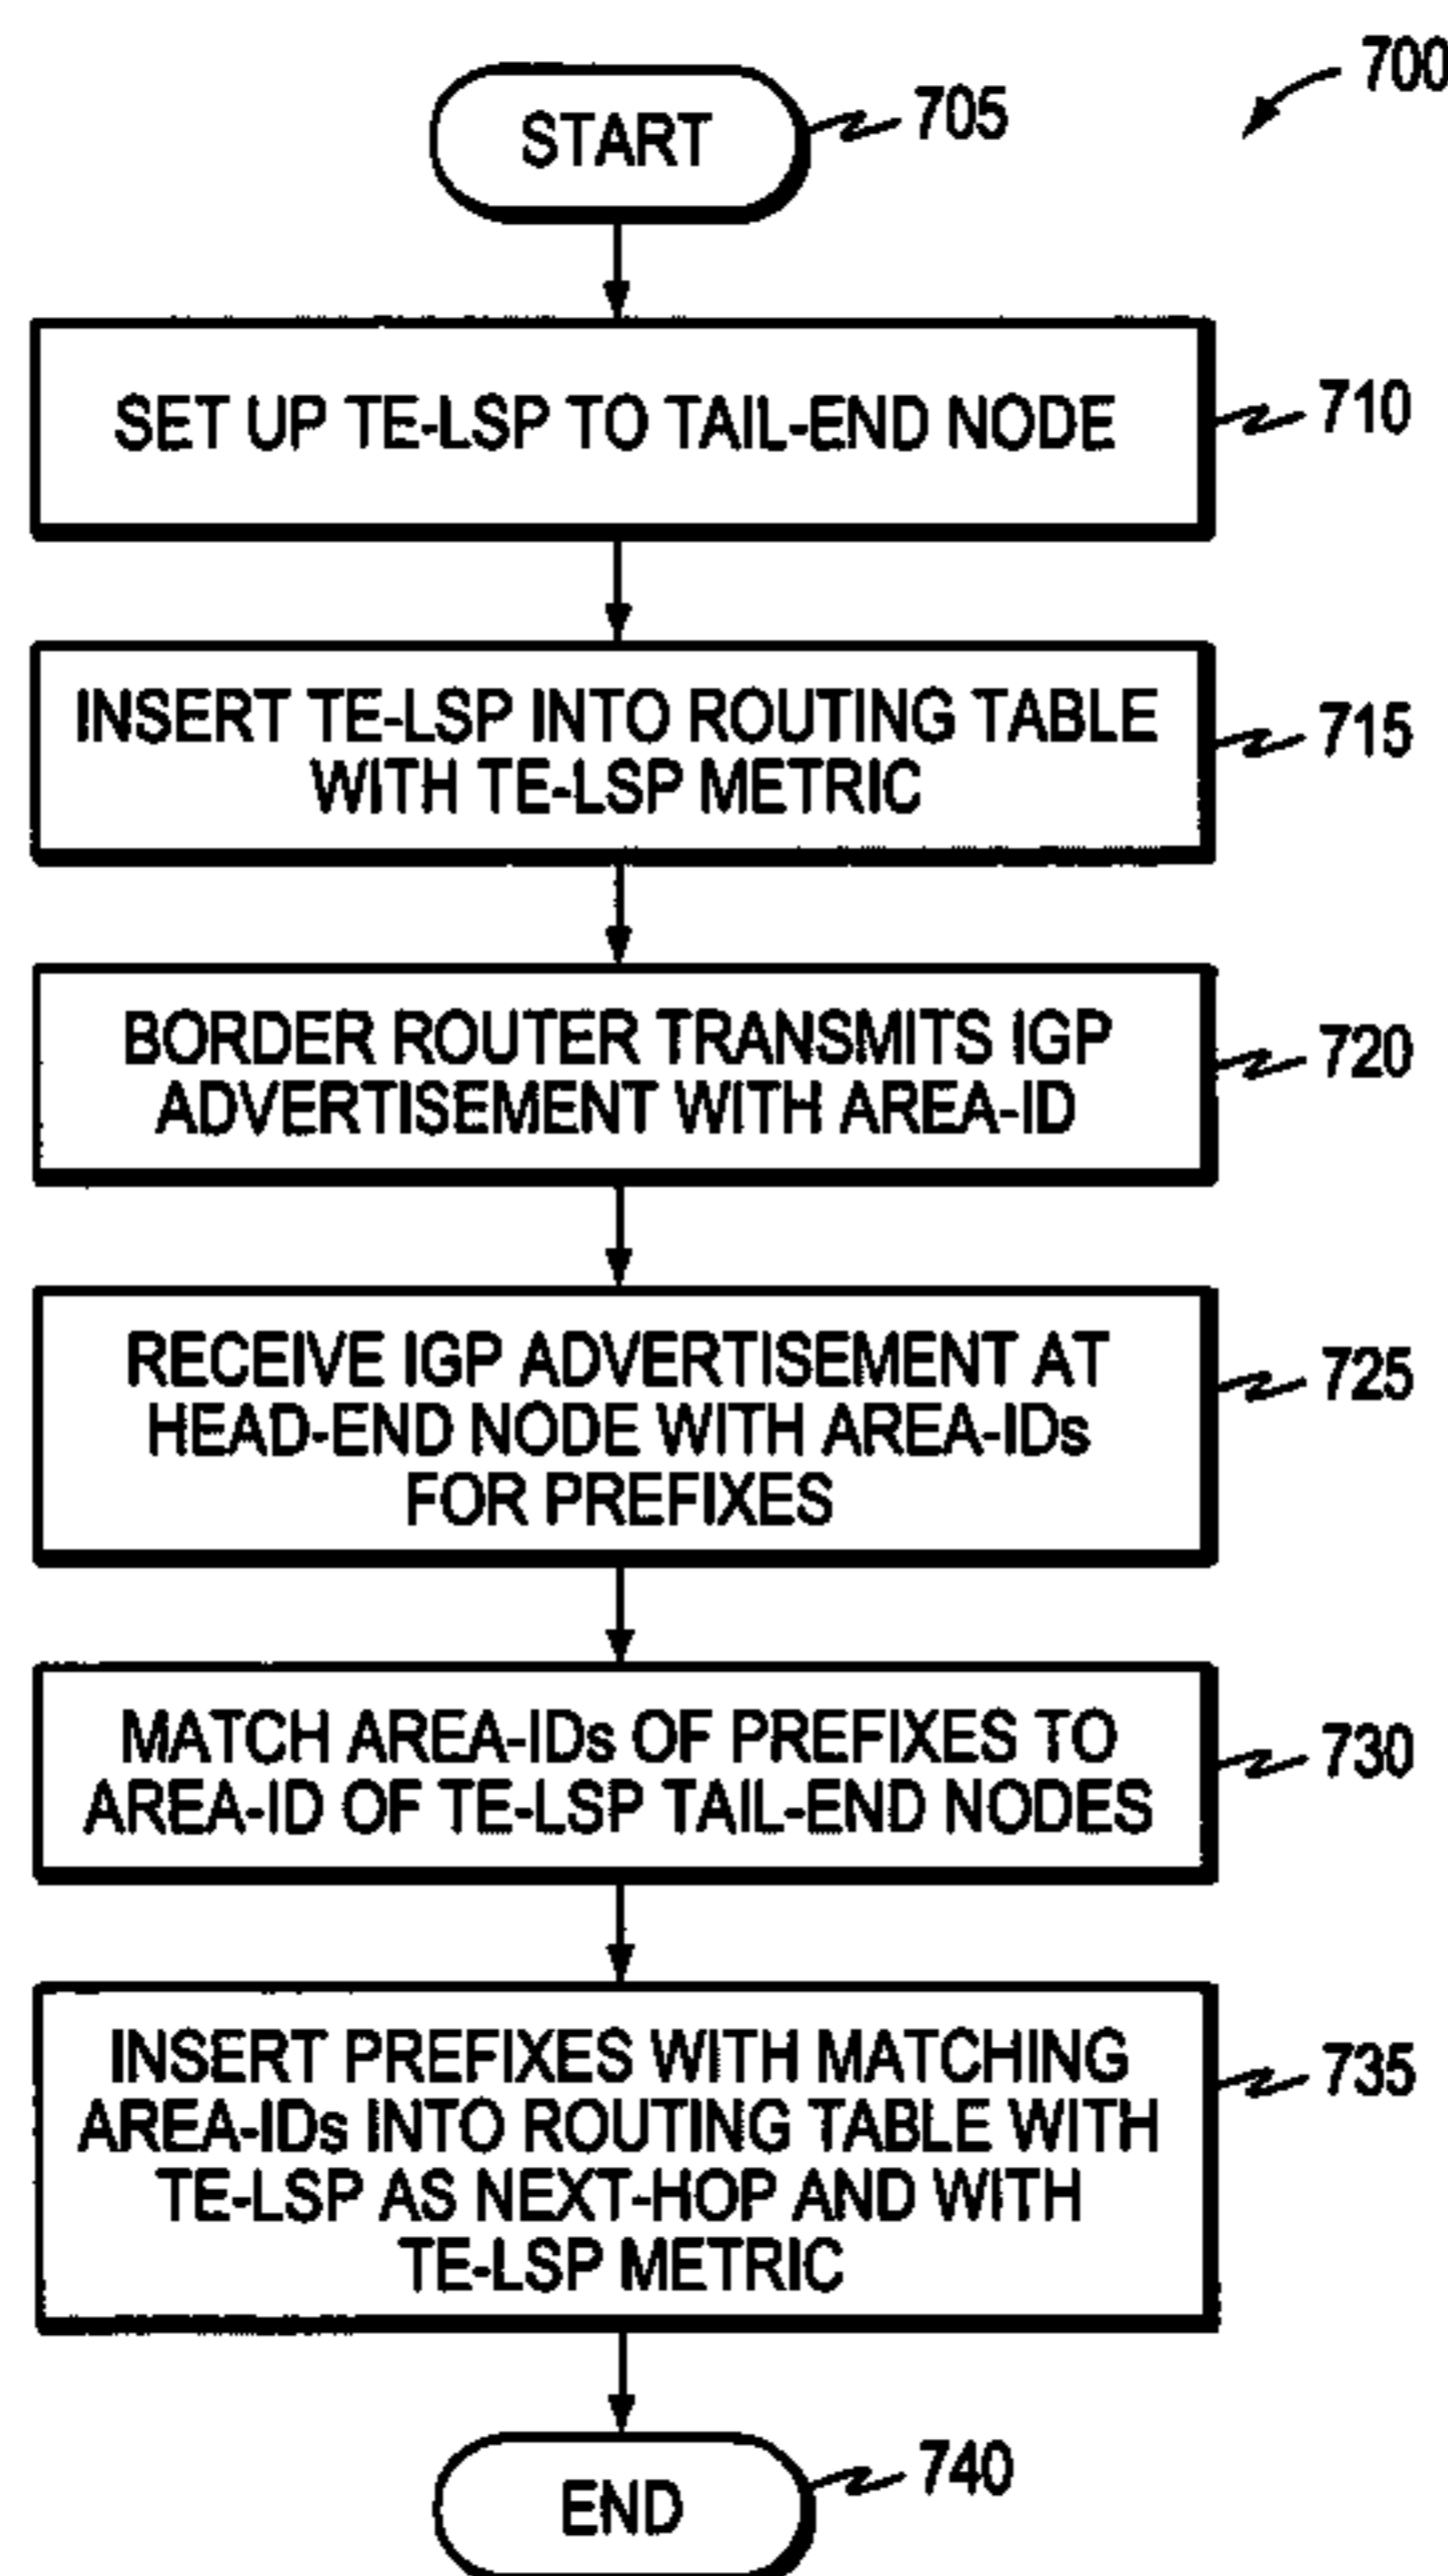 700
START
705
SET UP TE-LSP TO TAIL-END NODE
710
INSERT TE-LSP INTO ROUTING TABLE
WITH TE-LSP METRIC
715
BORDER ROUTER TRANSMITS IGP
ADVERTISEMENT WITH AREA-ID
720
RECEIVE IGP ADVERTISEMENT AT
HEAD-END NODE WITH AREA-IDs
FOR PREFIXES
725
MATCH AREA-IDs OF PREFIXES TO
AREA-ID OF TE-LSP TAIL-END NODES
730
INSERT PREFIXES WITH MATCHING
AREA-IDs INTO ROUTING TABLE WITH
TE-LSP AS NEXT-HOP AND WITH
TE-LSP METRIC
735
END
740